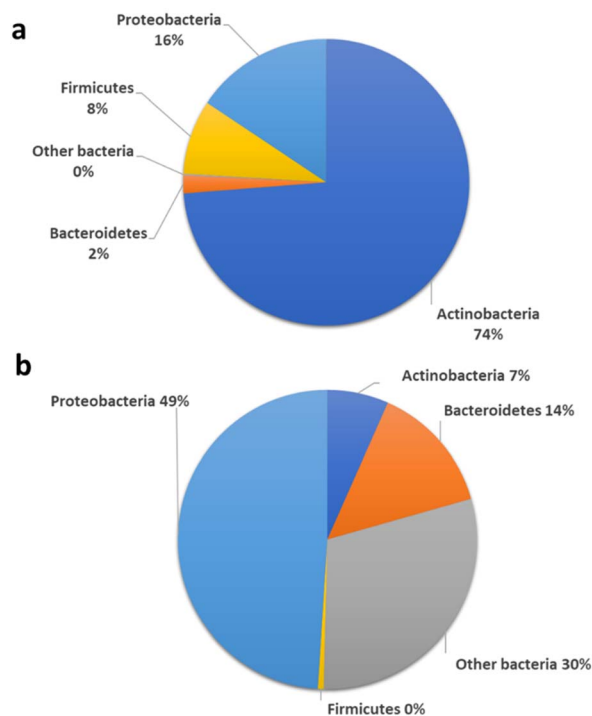 a
Proteobacteria
16%
Firmicutes
8%
Other bacteria
0%
Bacteroidetes
2%
Actinobacteria
74%
b
Actinobacteria 7%
Proteobacteria 49%
Bacteroidetes 14%
Other bacteria 30%
Firmicutes 0%